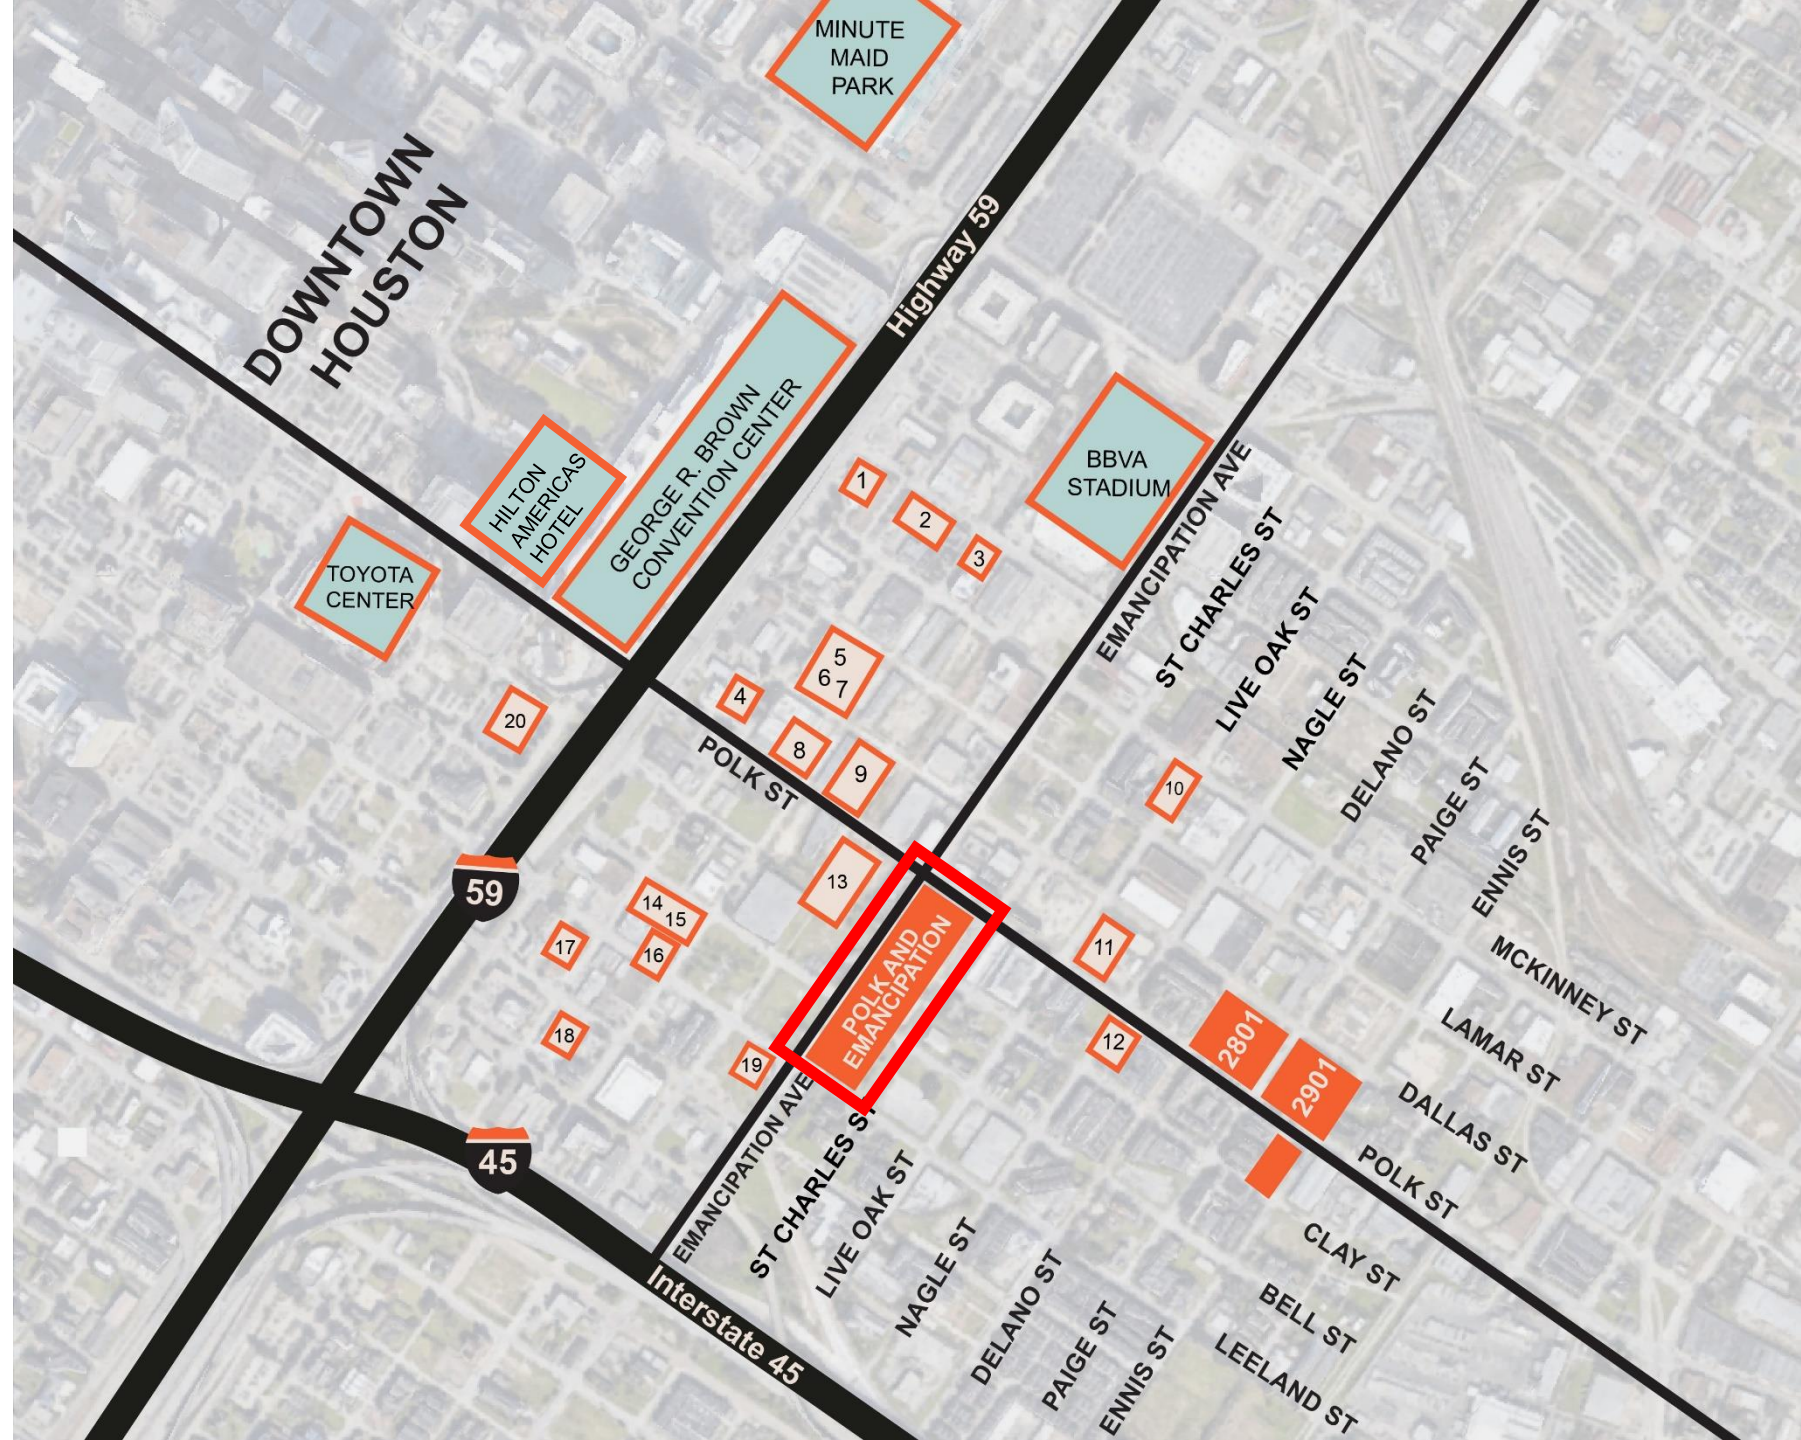 MINUTE
MAID
PARK
DOWNTOWN
HOUSTON
Highway 59
GEORGE R. BROWN
CONVENTION CENTER
HILTON
AMERICAS
HOTEL
TOYOTA
CENTER
BBVA
STADIUM
1
2
3
EMANCIPATION AVE
ST CHARLES ST
LIVE OAK ST
NAGLE ST
DELANO ST
PAIGE ST
ENNIS ST
4
5
6 7
8
9
10
20
POLK ST
59
13
14
15
16
17
18
19
POLK AND
EMANCIPATION
11
12
2801
2901
MCKINNEY ST
LAMAR ST
DALLAS ST
POLK ST
CLAY ST
BELL ST
LEELAND ST
45
Interstate 45
EMANCIPATION AVE
ST CHARLES ST
LIVE OAK ST
NAGLE ST
DELANO ST
PAIGE ST
ENNIS ST